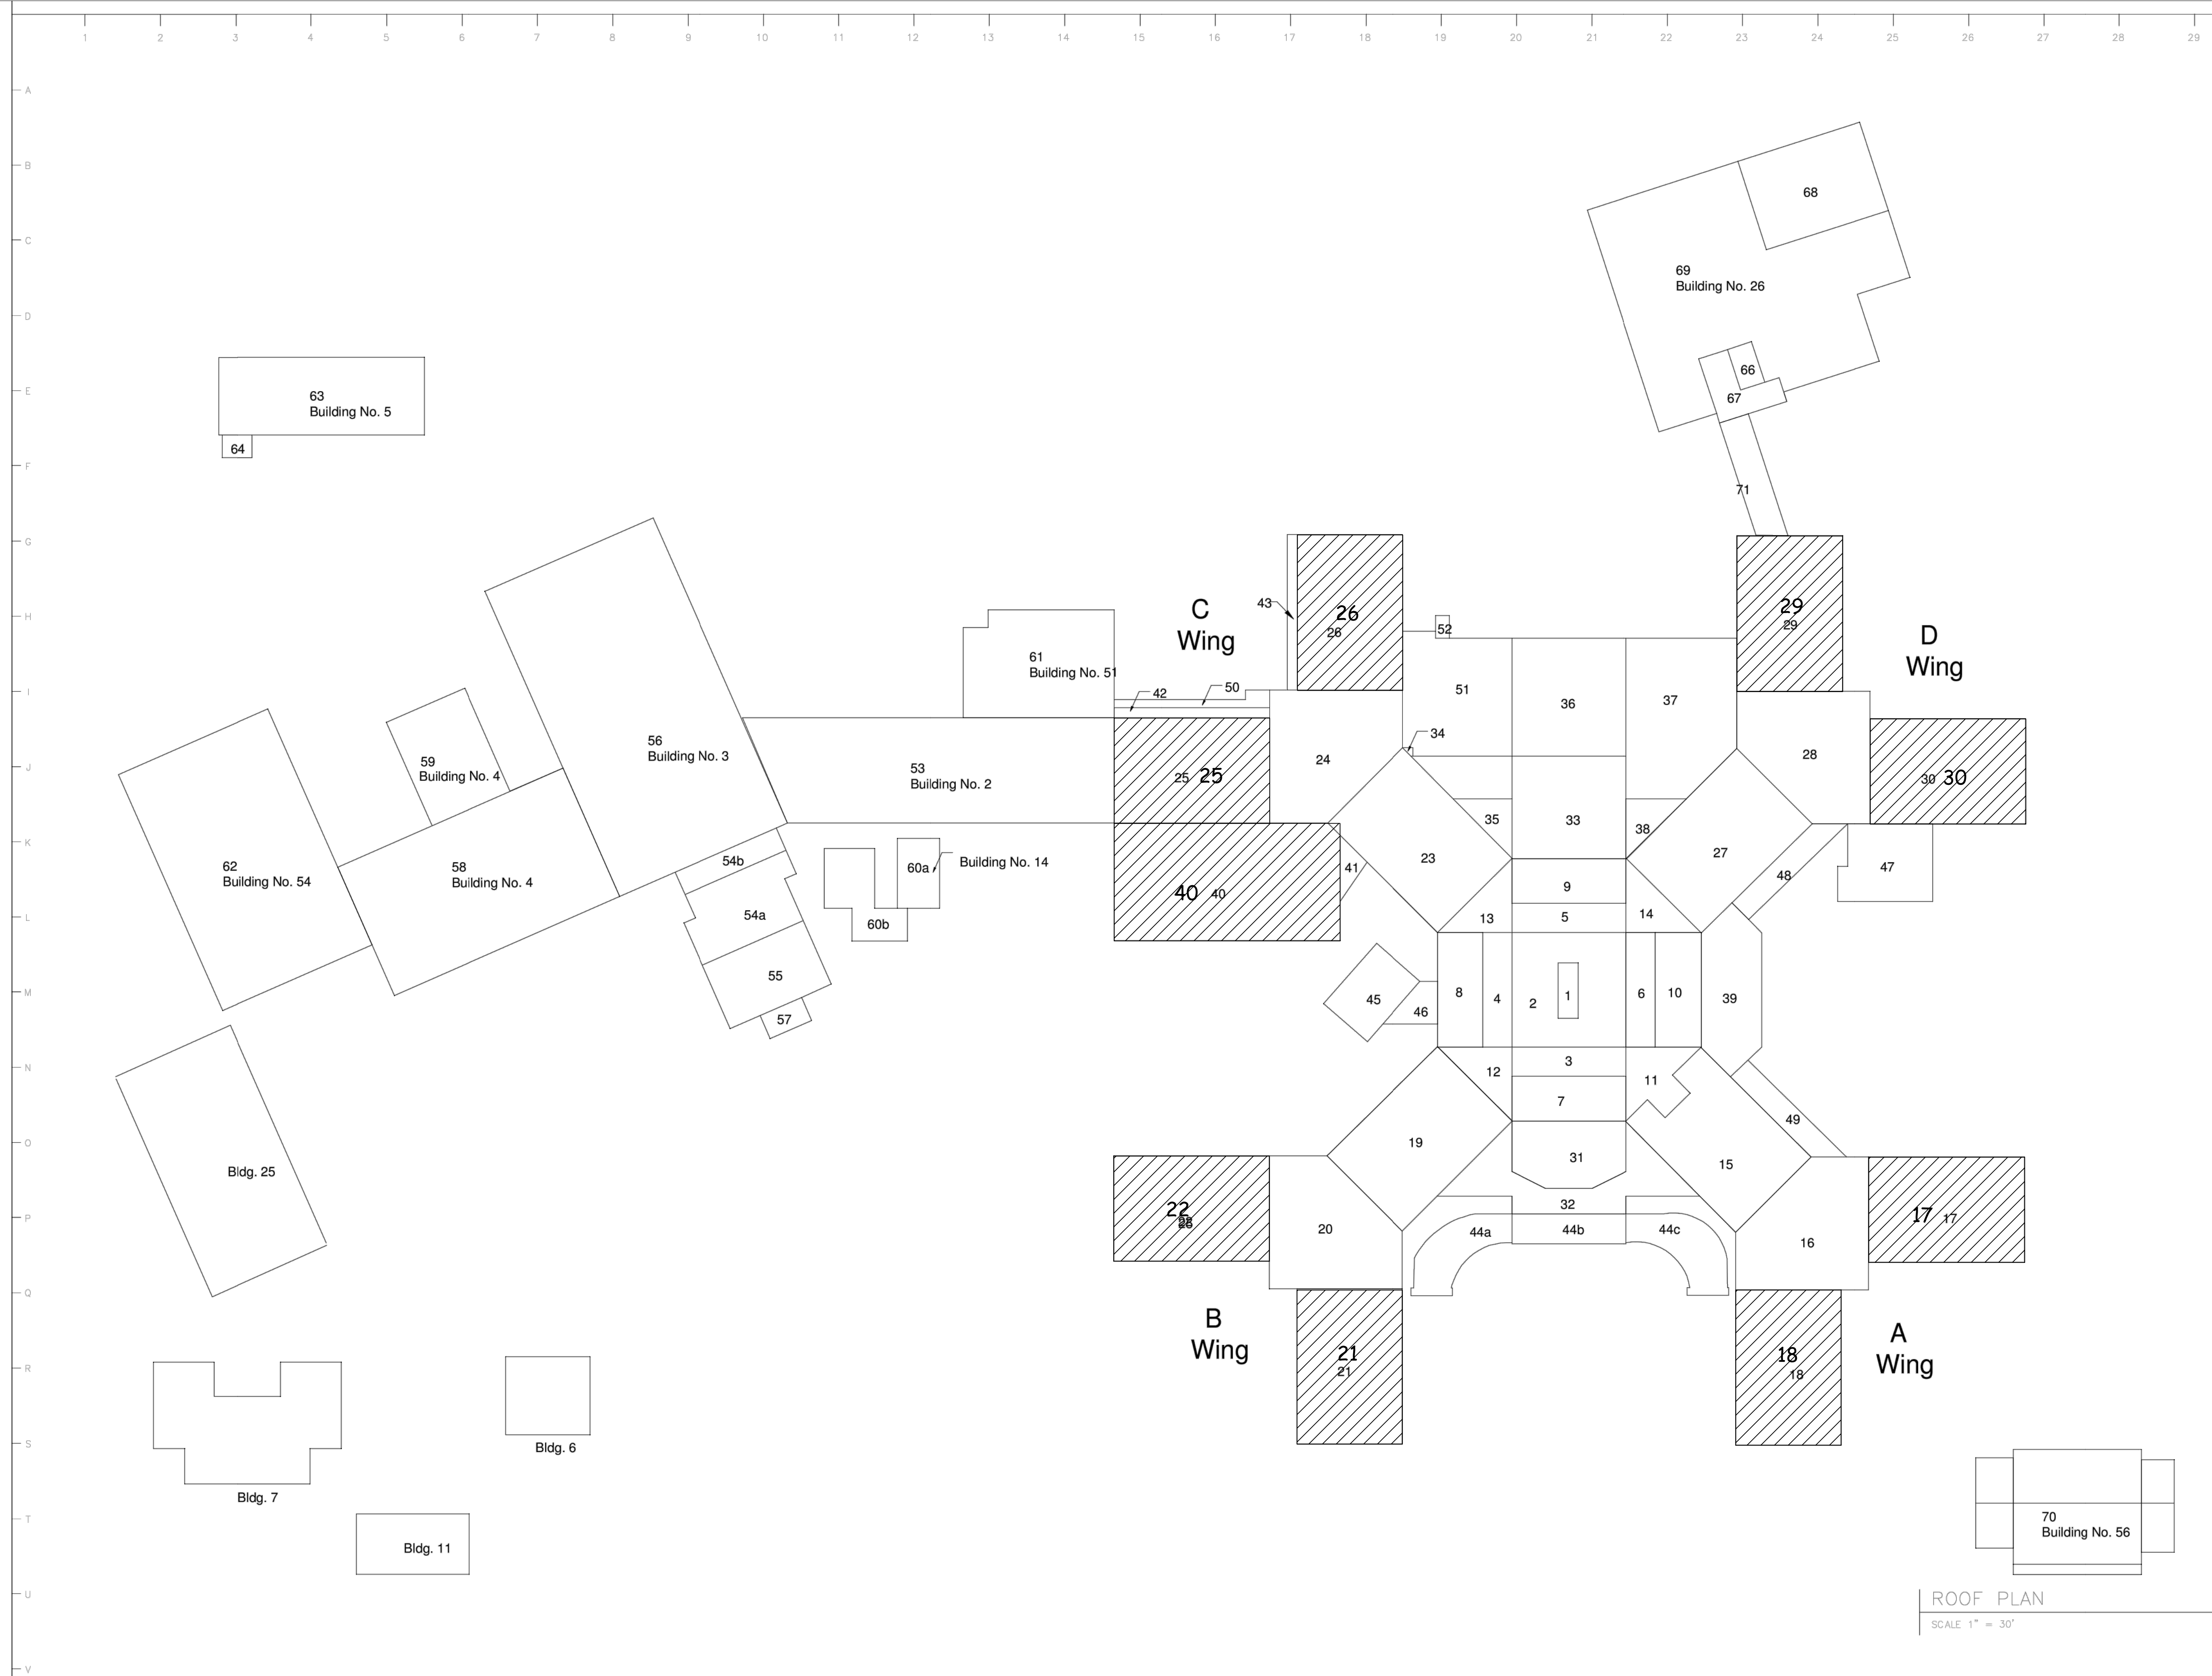 1 2 3 4 5 6 7 8 9 10 11 12 13 14 15 16 17 18 19 20 21 22 23 24 25 26 27 28 29
A
B
C
D
E
F
G
H
I
J
K
L
M
N
O
P
Q
R
S
T
U
V
68
69
Building No. 26
66
67
71
63
Building No. 5
64
C
Wing
43
26
26
52
29
29
D
Wing
61
Building No. 51
42
50
51
36
37
34
56
Building No. 3
59
Building No. 4
53
Building No. 2
25 25
24
28
30 30
62
Building No. 54
58
Building No. 4
54b
60a
Building No. 14
60b
54a
55
57
40 40
41
23
35
33
38
27
48
47
9
13
5
14
45
46
8
4
2
1
6
10
39
3
12
7
11
49
19
31
15
Bldg. 25
22
20
32
44a
44b
44c
16
17 17
B
Wing
21
21
18
18
A
Wing
Bldg. 6
Bldg. 7
Bldg. 11
70
Building No. 56
ROOF PLAN
SCALE 1" = 30'